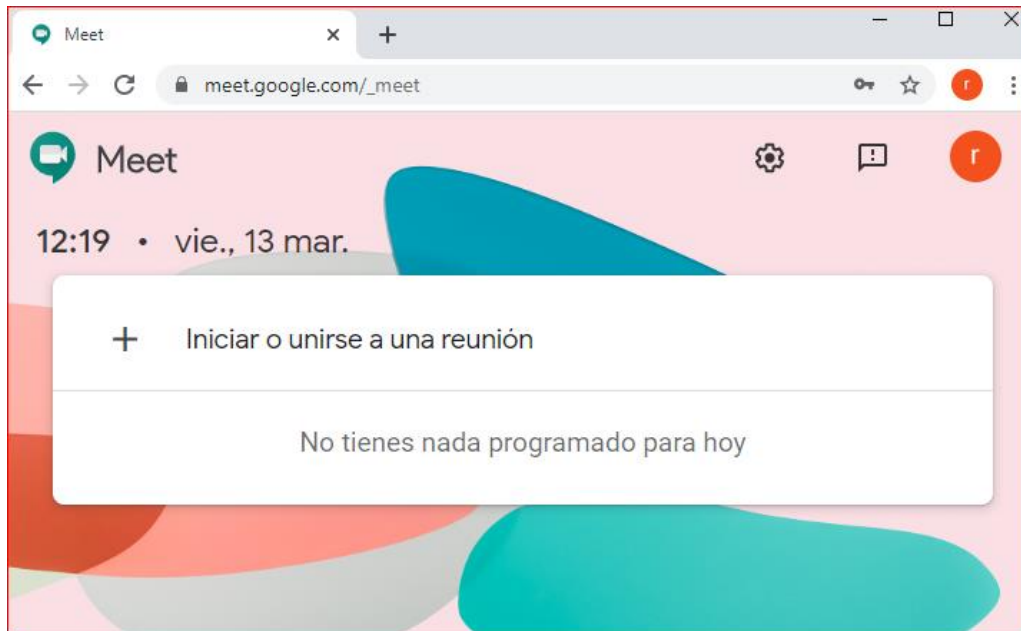 Meet
meet.google.com/_meet
r
Meet
r
12:19 • vie., 13 mar.
Iniciar o unirse a una reunión
No tienes nada programado para hoy